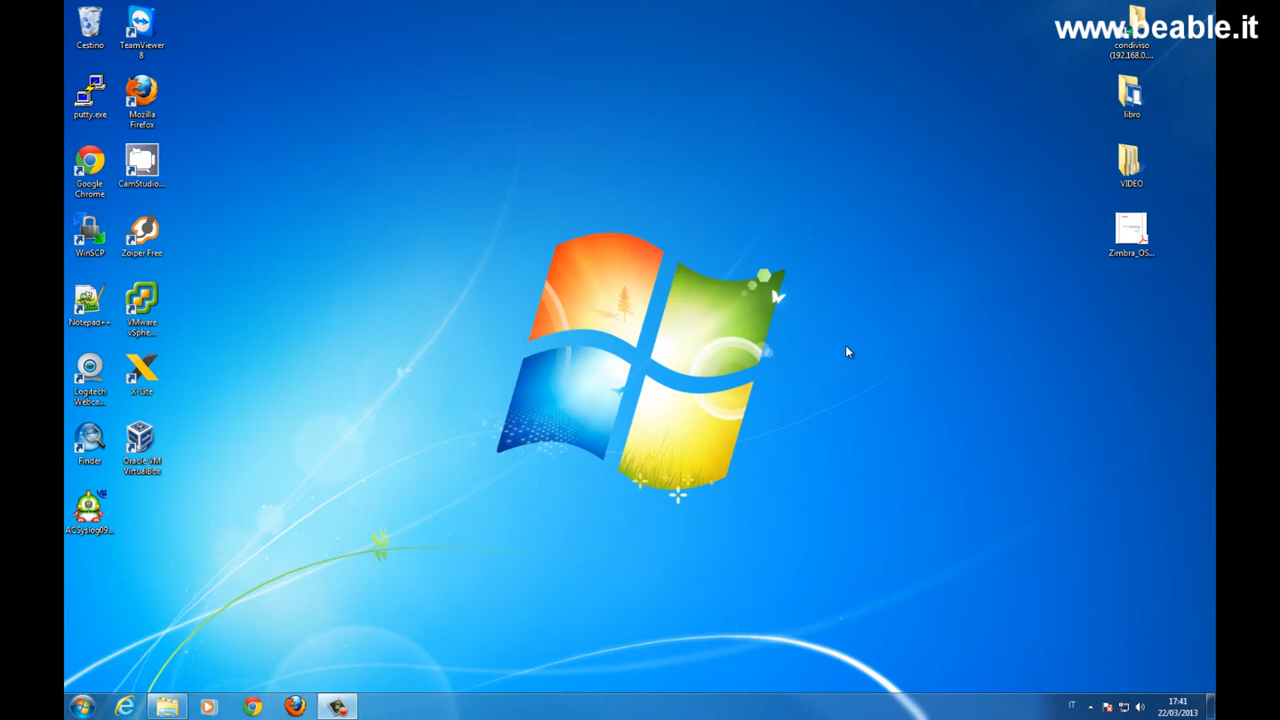 www.beable.it
Cestino
TeamViewer
8
putty.exe
Mozilla
Firefox
Google
Chrome
CamStudio...
WinSCP
Zoiper Free
Notepad++
VMware
vSphe...
Logitech
Webca...
X-Lite
Finder
Oracle VM
VirtualBox
ACSyslog09...
condiviso
(192.168.0....
libro
VIDEO
Zimbra_OS...
IT
17:41
22/03/2013